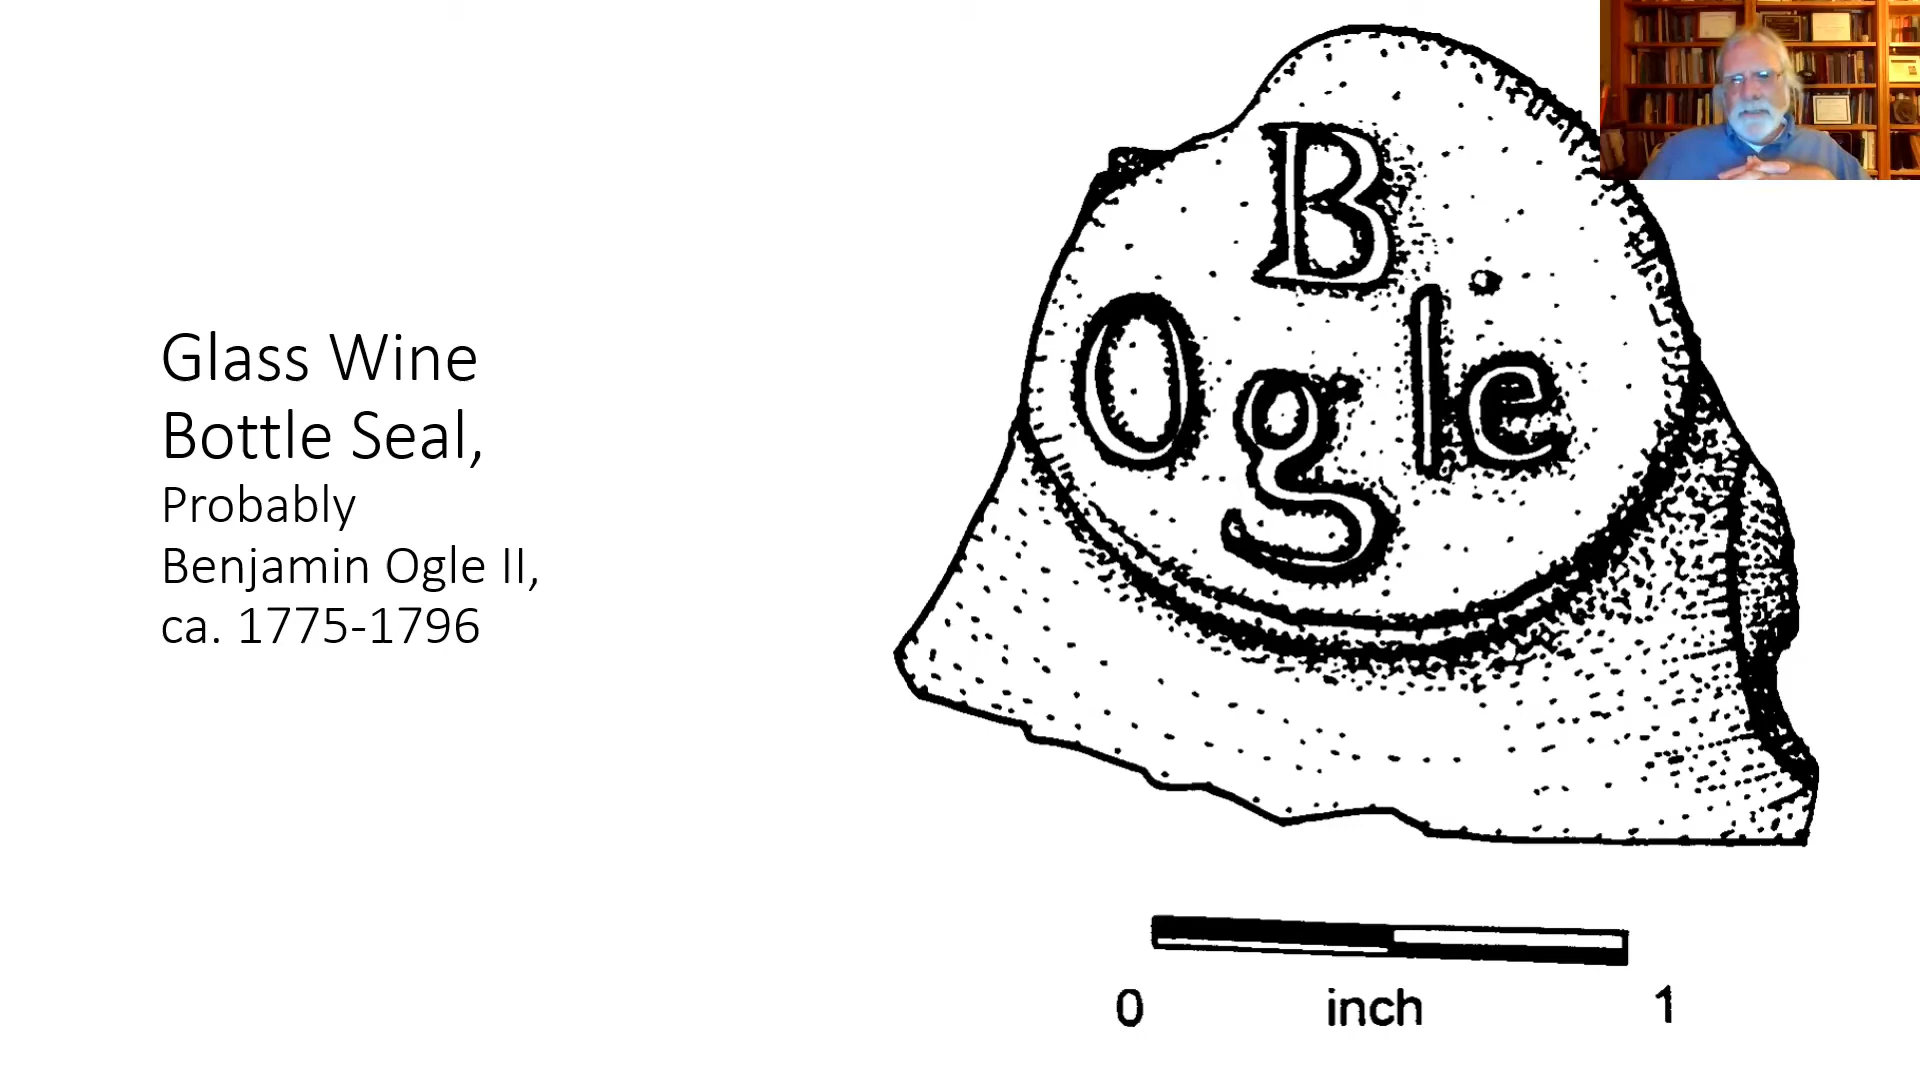 Glass Wine
Bottle Seal,
Probably
Benjamin Ogle II,
ca. 1775-1796
B
Ogle
0 inch 1